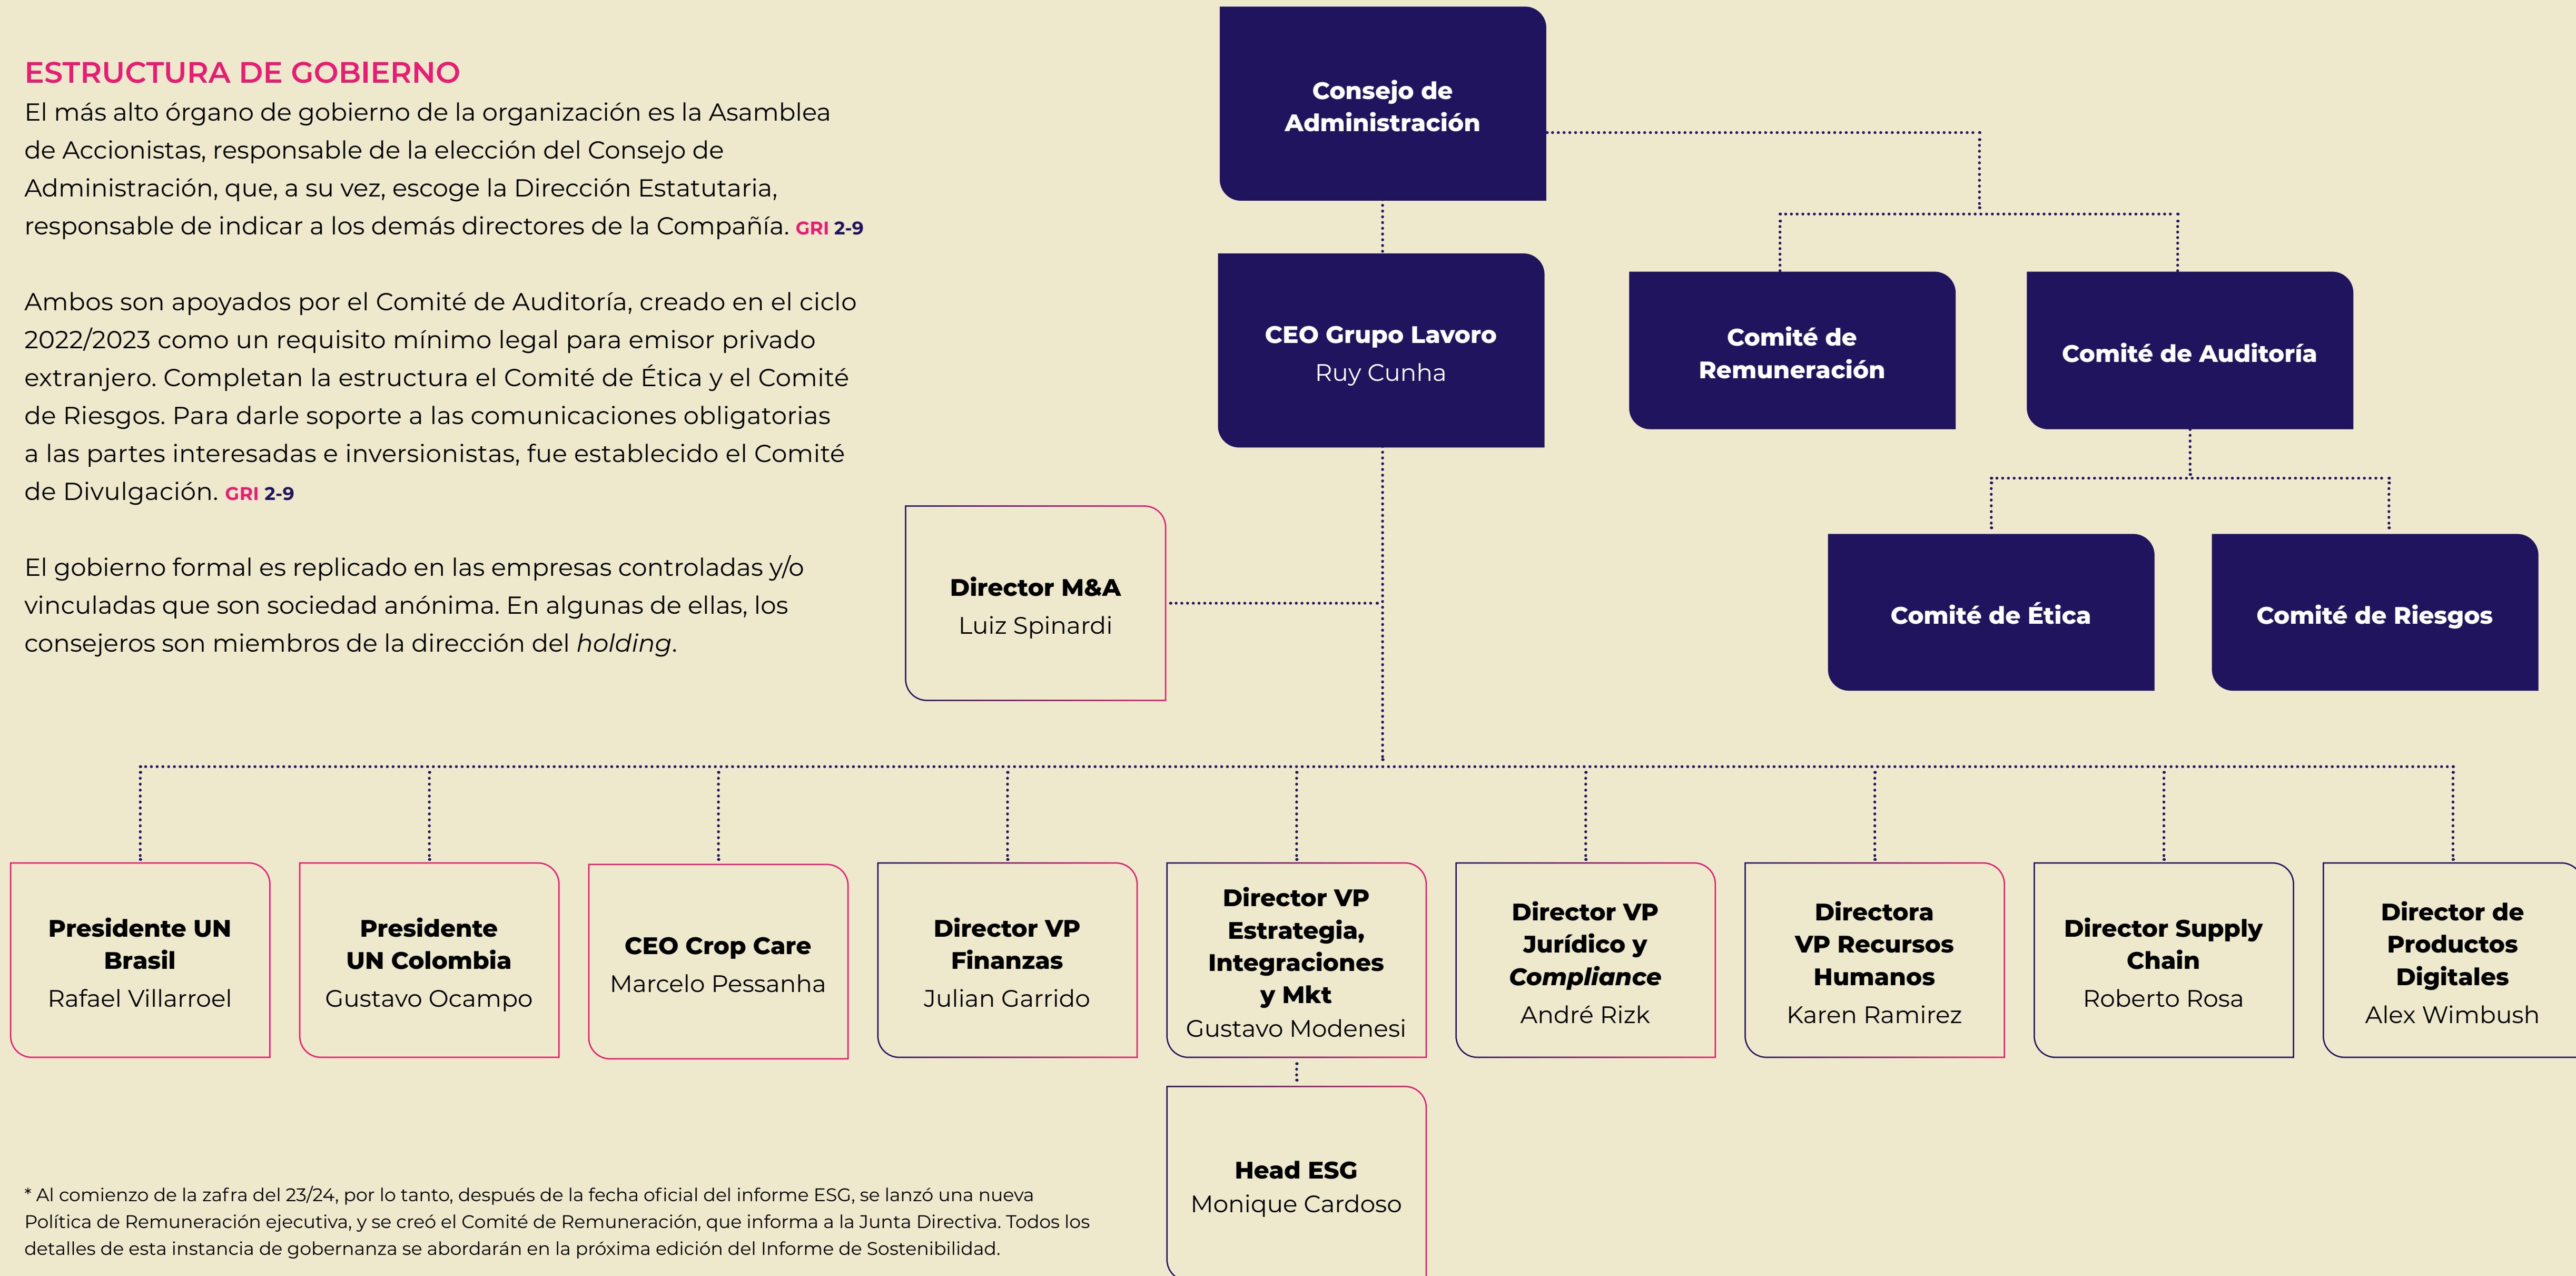 ESTRUCTURA DE GOBIERNO
El más alto órgano de gobierno de la organización es la Asamblea
de Accionistas, responsable de la elección del Consejo de
Administración, que, a su vez, escoge la Dirección Estatutaria,
responsable de indicar a los demás directores de la Compañía. GRI 2-9
Ambos son apoyados por el Comité de Auditoría, creado en el ciclo
2022/2023 como un requisito mínimo legal para emisor privado
extranjero. Completan la estructura el Comité de Ética y el Comité
de Riesgos. Para darle soporte a las comunicaciones obligatorias
a las partes interesadas e inversionistas, fue establecido el Comité
de Divulgación. GRI 2-9
El gobierno formal es replicado en las empresas controladas y/o
vinculadas que son sociedad anónima. En algunas de ellas, los
consejeros son miembros de la dirección del holding.
Consejo de
Administración
CEO Grupo Lavoro
Ruy Cunha
Comité de
Remuneración
Comité de Auditoría
Comité de Ética
Comité de Riesgos
Director M&A
Luiz Spinardi
Presidente UN
Brasil
Rafael Villarroel
Presidente
UN Colombia
Gustavo Ocampo
CEO Crop Care
Marcelo Pessanha
Director VP
Finanzas
Julian Garrido
Director VP
Estrategia,
Integraciones
y Mkt
Gustavo Modenesi
Director VP
Jurídico y
Compliance
André Rizk
Directora
VP Recursos
Humanos
Karen Ramirez
Director Supply
Chain
Roberto Rosa
Director de
Productos
Digitales
Alex Wimbush
Head ESG
Monique Cardoso
* Al comienzo de la zafra del 23/24, por lo tanto, después de la fecha oficial del informe ESG, se lanzó una nueva
Política de Remuneración ejecutiva, y se creó el Comité de Remuneración, que informa a la Junta Directiva. Todos los
detalles de esta instancia de gobernanza se abordarán en la próxima edición del Informe de Sostenibilidad.